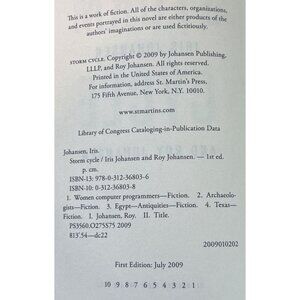 This is a work of fiction. All of the characters, organizations,
and events portrayed in this novel are either products of the
authors' imaginations or are used fictitiously.
STORM CYCLE. Copyright © 2009 by Johansen Publishing,
LLLP, and Roy Johansen. All rights reserved.
Printed in the United States of America.
For information, address St. Martin's Press,
175 Fifth Avenue, New York, N.Y. 10010.
www.stmartins.com
Library of Congress Cataloging-in-Publication Data
Johansen, Iris.
Storm cycle / Iris Johansen and Roy Johansen. — 1st ed.
p. cm.
ISBN-13: 978-0-312-36803-6
ISBN-10: 0-312-36803-8
1. Women computer programmers—Fiction. 2. Archaeolo-
gists—Fiction. 3. Egypt—Antiquities—Fiction. 4. Texas—
Fiction. I. Johansen, Roy. II. Title.
PS3560.O275S75 2009
813'.54—dc22
2009010202
First Edition: July 2009
10 9 8 7 6 5 4 3 2 1